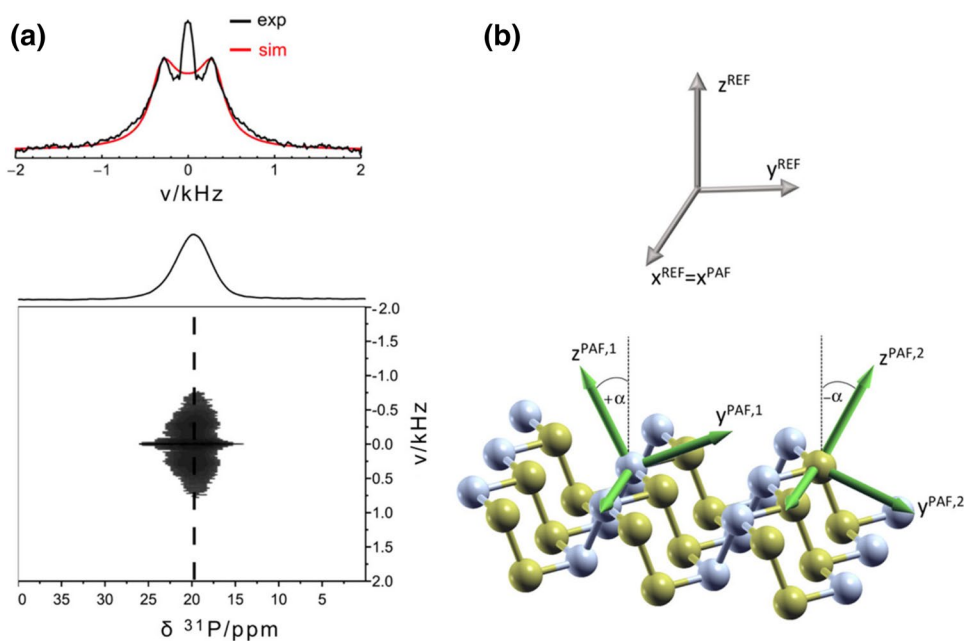 (a)
exp
sim
−2
−1
0
1
2
v/kHz
-2.0
-1.5
-1.0
-0.5
0.0
0.5
1.0
1.5
2.0
v/kHz
40
35
30
25
20
15
10
5
δ ³¹P/ppm
(b)
z^REF
y^REF
x^REF=x^PAF
z^PAF,1
+α
y^PAF,1
z^PAF,2
−α
y^PAF,2